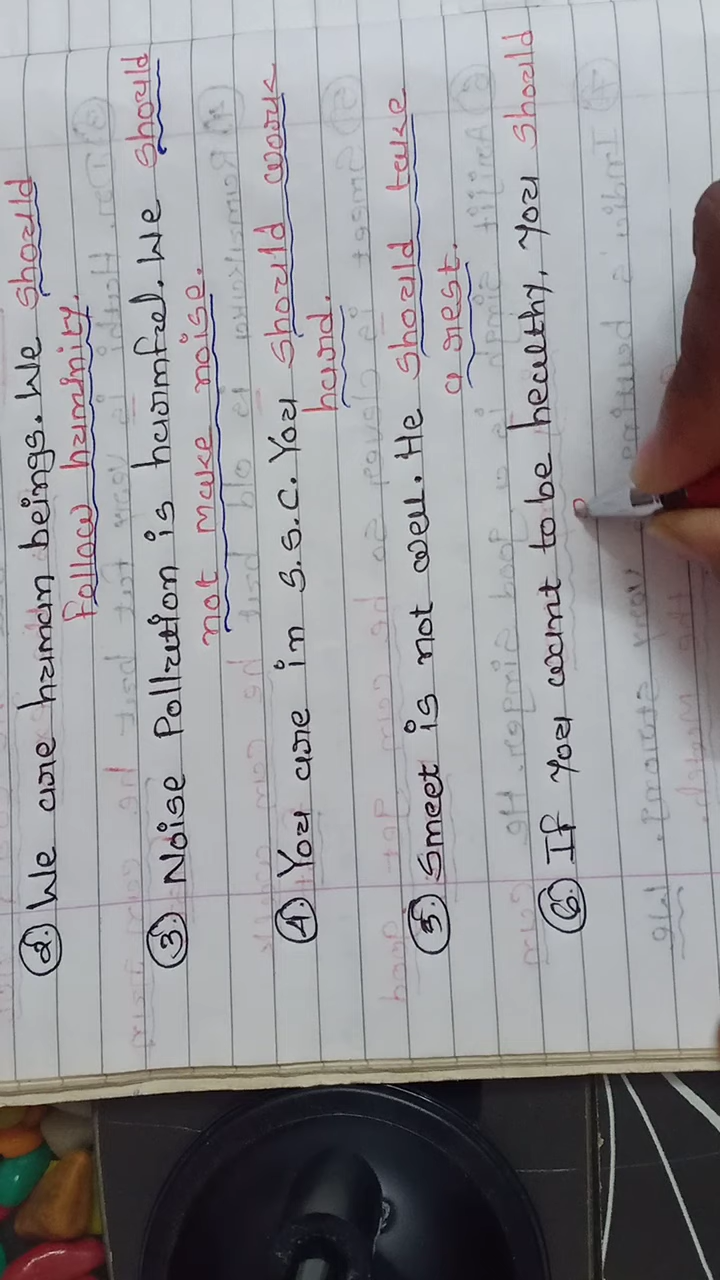 2. We are human beings. We should
follow humanity.
3. Noise Pollution is harmful. We should
not make noise.
4. You are in S.S.C. You should work
hard.
5. Smeet is not well. He should take
a rest.
6. If you want to be healthy, you should